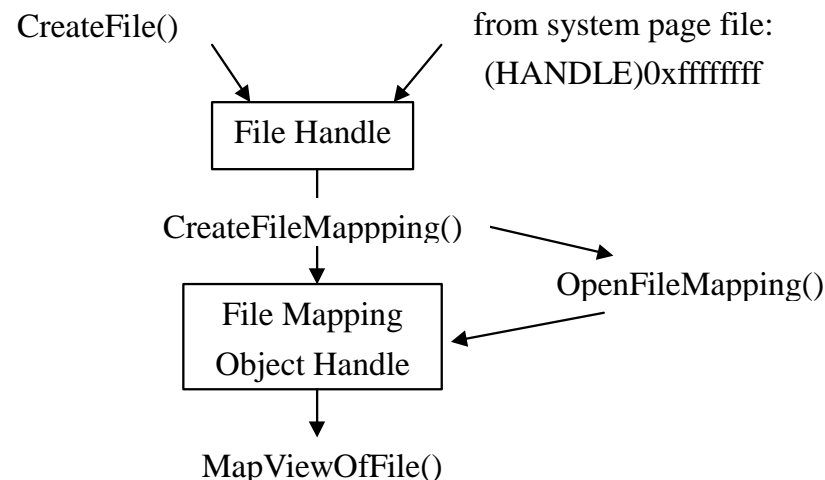 CreateFile()
from system page file:
(HANDLE)0xffffffff
File Handle
CreateFileMappping()
OpenFileMapping()
File Mapping
Object Handle
MapViewOfFile()